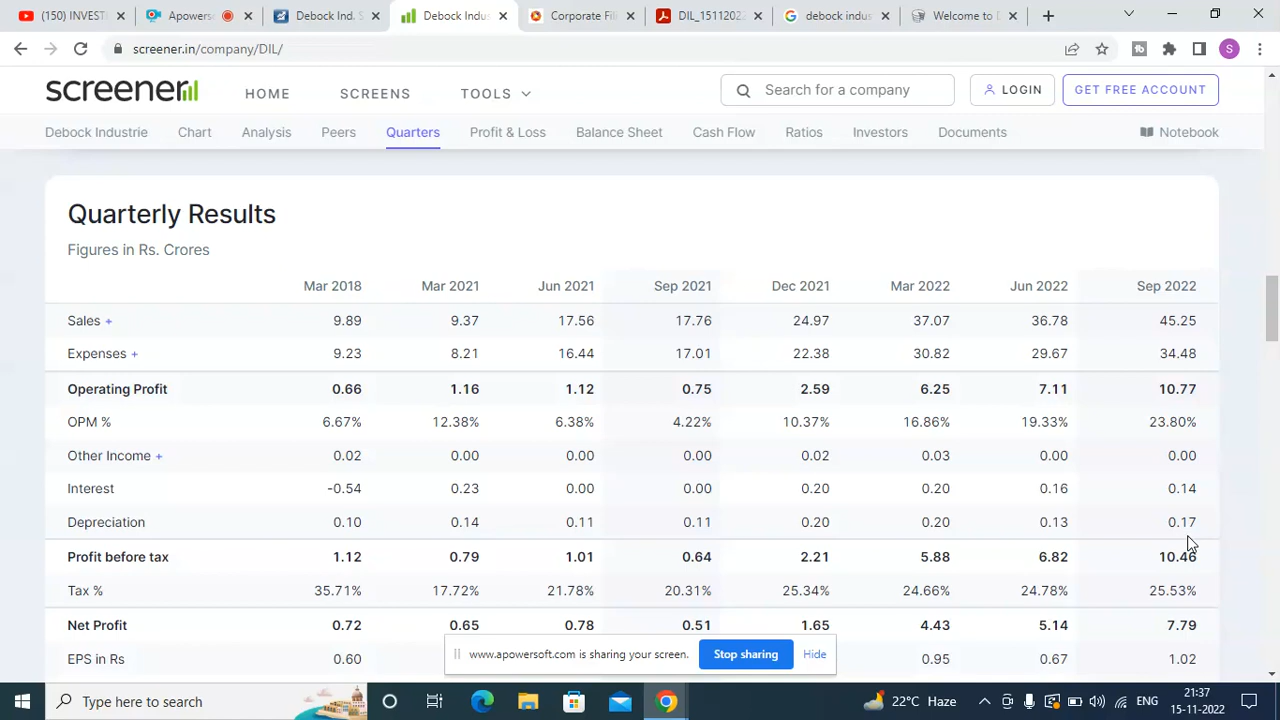 (150) INVEST
Apowers
Debock Ind. S
Debock Indus
Corporate Fili
DIL_15112022
debock indus
Welcome to D
screener.in/company/DIL/
S
screener
HOME
SCREENS
TOOLS
Search for a company
LOGIN
GET FREE ACCOUNT
Debock Industrie Chart Analysis Peers Quarters Profit & Loss Balance Sheet Cash Flow Ratios Investors Documents Notebook
Quarterly Results
Figures in Rs. Crores
Mar 2018 Mar 2021 Jun 2021 Sep 2021 Dec 2021 Mar 2022 Jun 2022 Sep 2022
Sales + 9.89 9.37 17.56 17.76 24.97 37.07 36.78 45.25
Expenses + 9.23 8.21 16.44 17.01 22.38 30.82 29.67 34.48
Operating Profit 0.66 1.16 1.12 0.75 2.59 6.25 7.11 10.77
OPM % 6.67% 12.38% 6.38% 4.22% 10.37% 16.86% 19.33% 23.80%
Other Income + 0.02 0.00 0.00 0.00 0.02 0.03 0.00 0.00
Interest -0.54 0.23 0.00 0.00 0.20 0.20 0.16 0.14
Depreciation 0.10 0.14 0.11 0.11 0.20 0.20 0.13 0.17
Profit before tax 1.12 0.79 1.01 0.64 2.21 5.88 6.82 10.46
Tax % 35.71% 17.72% 21.78% 20.31% 25.34% 24.66% 24.78% 25.53%
Net Profit 0.72 0.65 0.78 0.51 1.65 4.43 5.14 7.79
EPS in Rs 0.60 0.95 0.67 1.02
www.apowersoft.com is sharing your screen. Stop sharing Hide
Type here to search
22°C Haze
ENG
21:37
15-11-2022